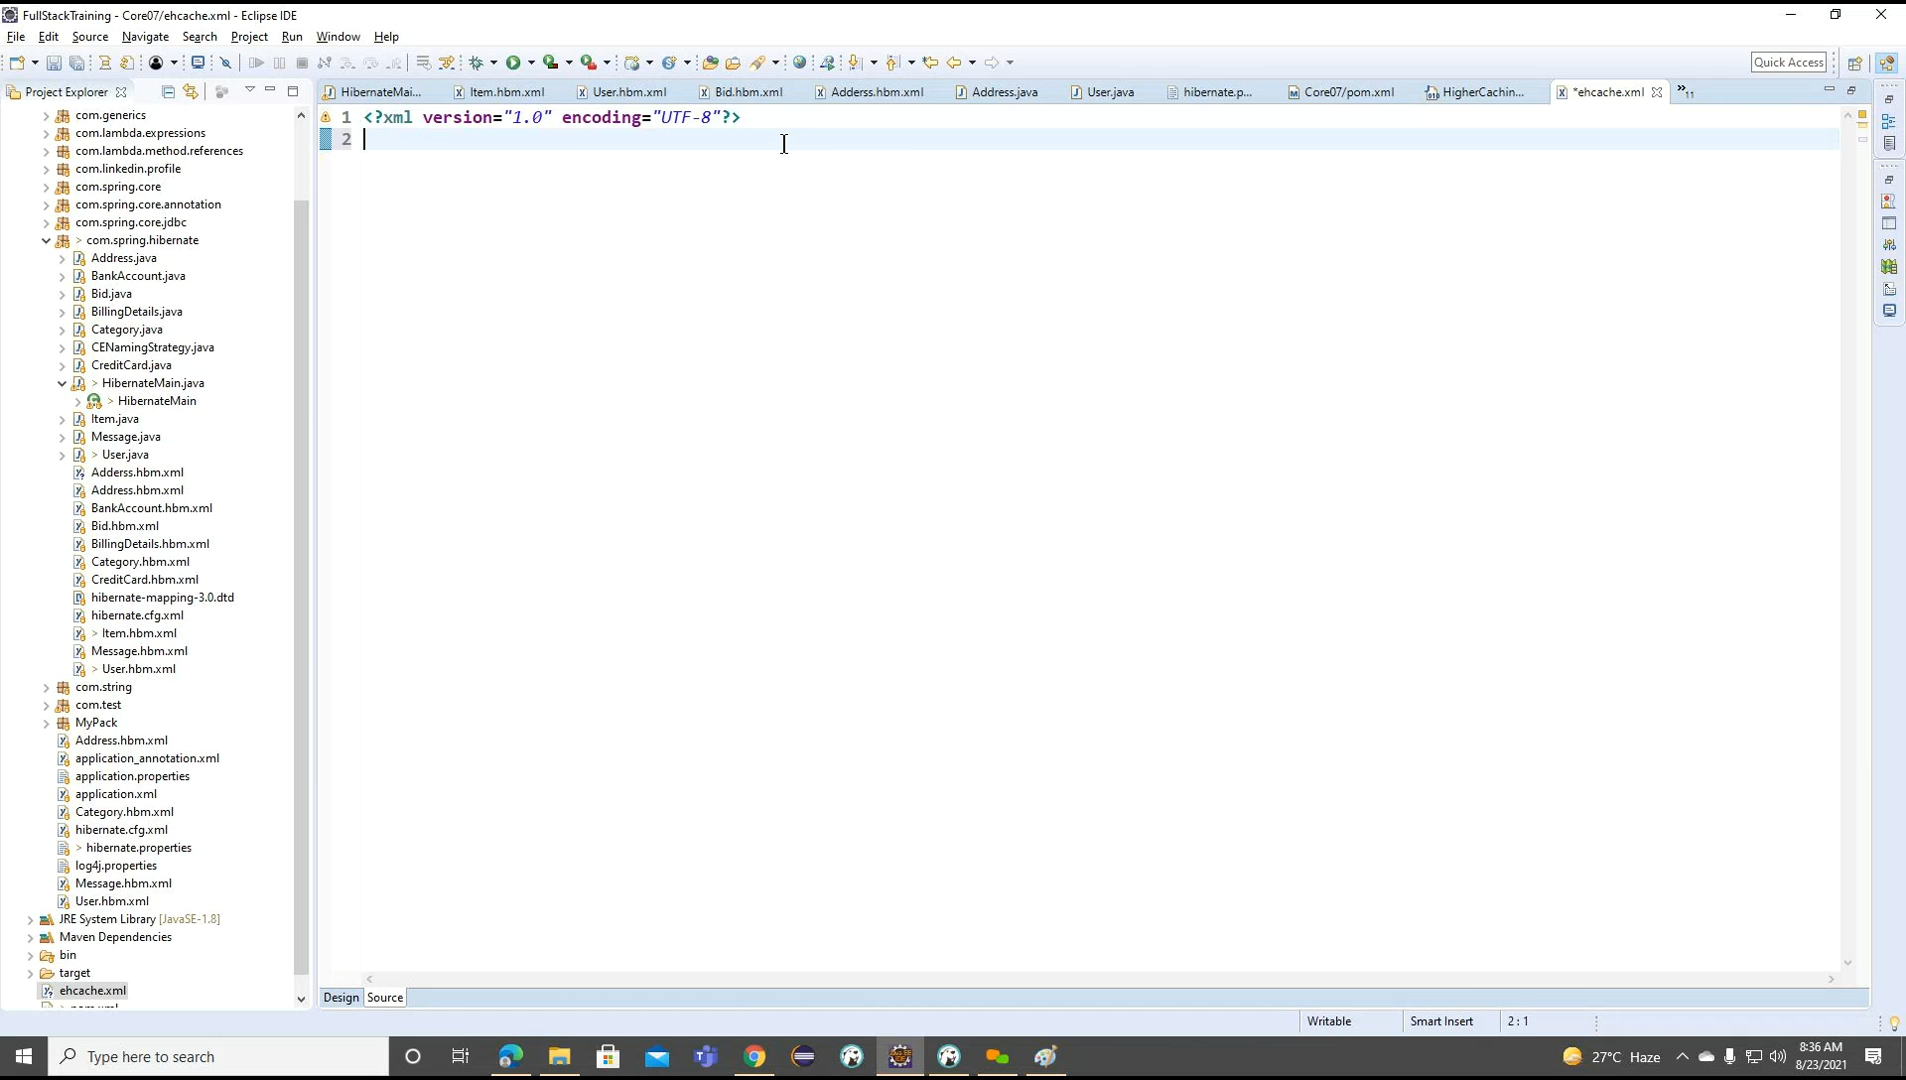 FullStackTraining - Core07/ehcache.xml - Eclipse IDE
File Edit Source Navigate Search Project Run Window Help
Quick Access
Project Explorer
HibernateMai...
Item.hbm.xml
User.hbm.xml
Bid.hbm.xml
Adderss.hbm.xml
Address.java
User.java
hibernate.p...
Core07/pom.xml
HigherCachin...
*ehcache.xml
»11
1 <?xml version="1.0" encoding="UTF-8"?>
2
com.generics
com.lambda.expressions
com.lambda.method.references
com.linkedin.profile
com.spring.core
com.spring.core.annotation
com.spring.core.jdbc
> com.spring.hibernate
Address.java
BankAccount.java
Bid.java
BillingDetails.java
Category.java
CENamingStrategy.java
CreditCard.java
> HibernateMain.java
> HibernateMain
Item.java
Message.java
> User.java
Adderss.hbm.xml
Address.hbm.xml
BankAccount.hbm.xml
Bid.hbm.xml
BillingDetails.hbm.xml
Category.hbm.xml
CreditCard.hbm.xml
hibernate-mapping-3.0.dtd
hibernate.cfg.xml
> Item.hbm.xml
Message.hbm.xml
> User.hbm.xml
com.string
com.test
MyPack
Address.hbm.xml
application_annotation.xml
application.properties
application.xml
Category.hbm.xml
hibernate.cfg.xml
> hibernate.properties
log4j.properties
Message.hbm.xml
User.hbm.xml
JRE System Library [JavaSE-1.8]
Maven Dependencies
bin
target
ehcache.xml
Design Source
Writable Smart Insert 2 : 1
Type here to search
27°C Haze
8:36 AM
8/23/2021